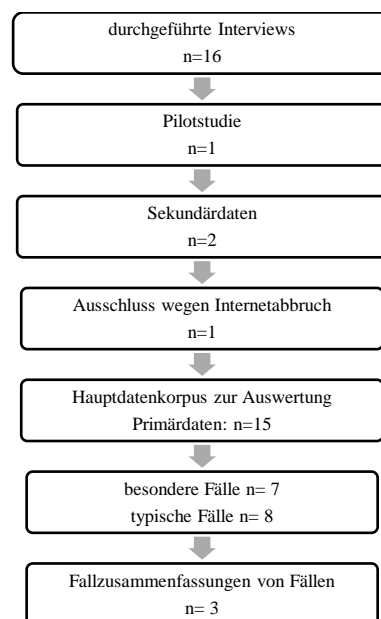 durchgeführte Interviews
n=16
Pilotstudie
n=1
Sekundärdaten
n=2
Ausschluss wegen Internetabbruch
n=1
Hauptdatenkorpus zur Auswertung
Primärdaten: n=15
besondere Fälle n= 7
typische Fälle n= 8
Fallzusammenfassungen von Fällen
n= 3